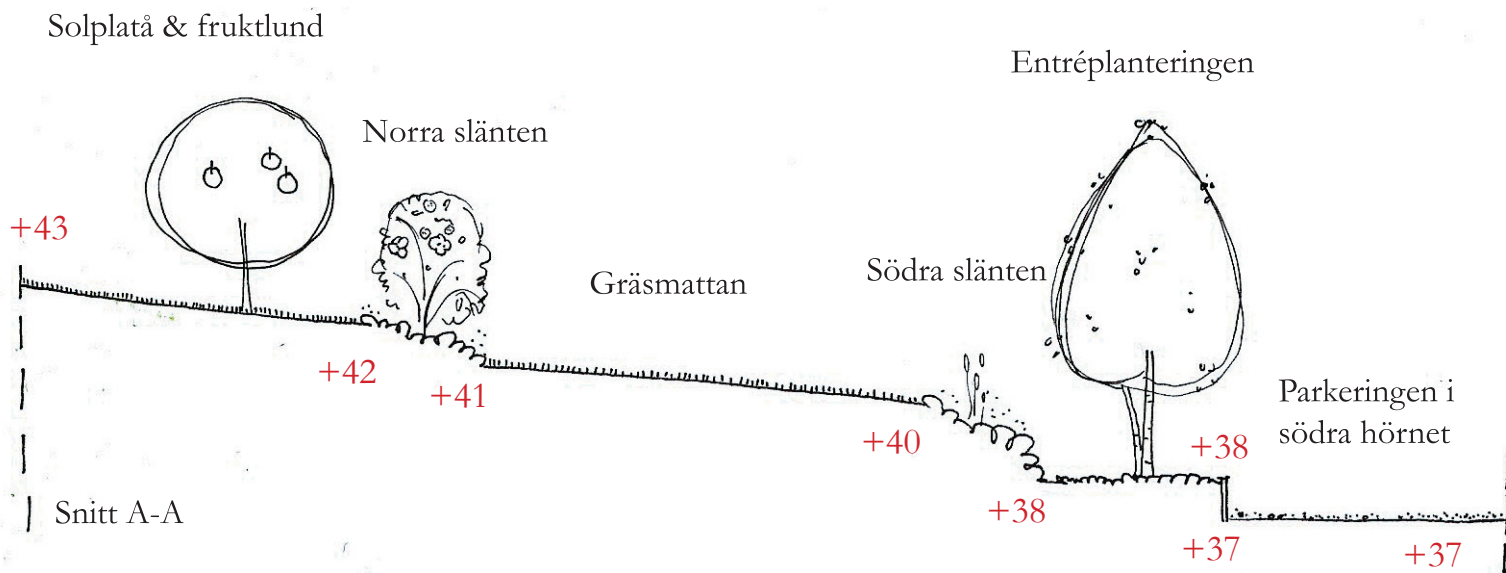 Solplatå & fruktlund
Entréplanteringen
Norra slänten
+43
Södra slänten
Gräsmattan
+42
+41
Parkeringen i
södra hörnet
+40
+38
+38
Snitt A-A
+37
+37